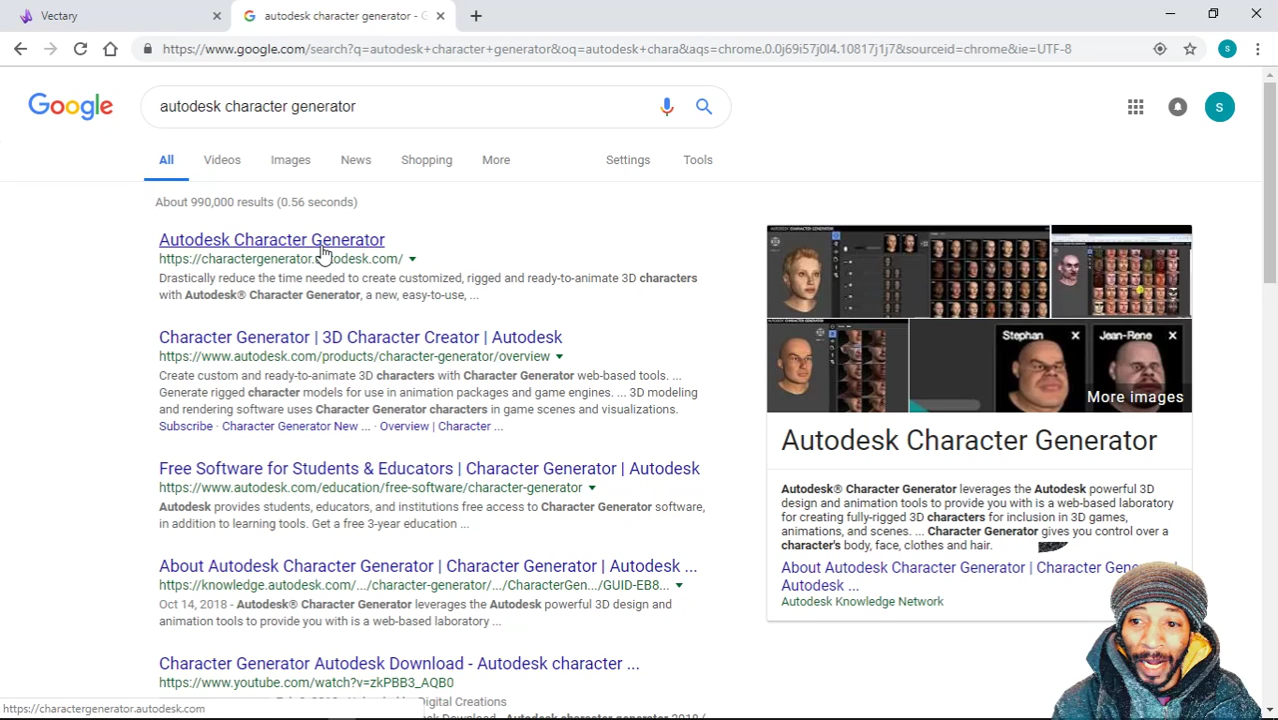 Vectary
autodesk character generator - G
https://www.google.com/search?q=autodesk+character+generator&oq=autodesk+chara&aqs=chrome.0.0j69i57j0l4.10817j1j7&sourceid=chrome&ie=UTF-8
S
Google
autodesk character generator
S
All
Videos
Images
News
Shopping
More
Settings
Tools
About 990,000 results (0.56 seconds)
Autodesk Character Generator
https://charactergenerator.autodesk.com/
Drastically reduce the time needed to create customized, rigged and ready-to-animate 3D characters
with Autodesk® Character Generator, a new, easy-to-use, ...
Character Generator | 3D Character Creator | Autodesk
https://www.autodesk.com/products/character-generator/overview
Create custom and ready-to-animate 3D characters with Character Generator web-based tools. ...
Generate rigged character models for use in animation packages and game engines. ... 3D modeling
and rendering software uses Character Generator characters in game scenes and visualizations.
Subscribe · Character Generator New ... · Overview | Character ...
Free Software for Students & Educators | Character Generator | Autodesk
https://www.autodesk.com/education/free-software/character-generator
Autodesk provides students, educators, and institutions free access to Character Generator software,
in addition to learning tools. Get a free 3-year education ...
About Autodesk Character Generator | Character Generator | Autodesk ...
https://knowledge.autodesk.com/.../character-generator/.../CharacterGen.../GUID-EB8...
Oct 14, 2018 - Autodesk® Character Generator leverages the Autodesk powerful 3D design and
animation tools to provide you with is a web-based laboratory ...
Character Generator Autodesk Download - Autodesk character ...
https://www.youtube.com/watch?v=zkPBB3_AQB0
Digital Creations
https://charactergenerator.autodesk.com
Stephan
Jean-Rene
More images
Autodesk Character Generator
Autodesk® Character Generator leverages the Autodesk powerful 3D
design and animation tools to provide you with is a web-based laboratory
for creating fully-rigged 3D characters for inclusion in 3D games,
animations, and scenes. ... Character Generator gives you control over a
character's body, face, clothes and hair.
About Autodesk Character Generator | Character Gen
Autodesk ...
Autodesk Knowledge Network